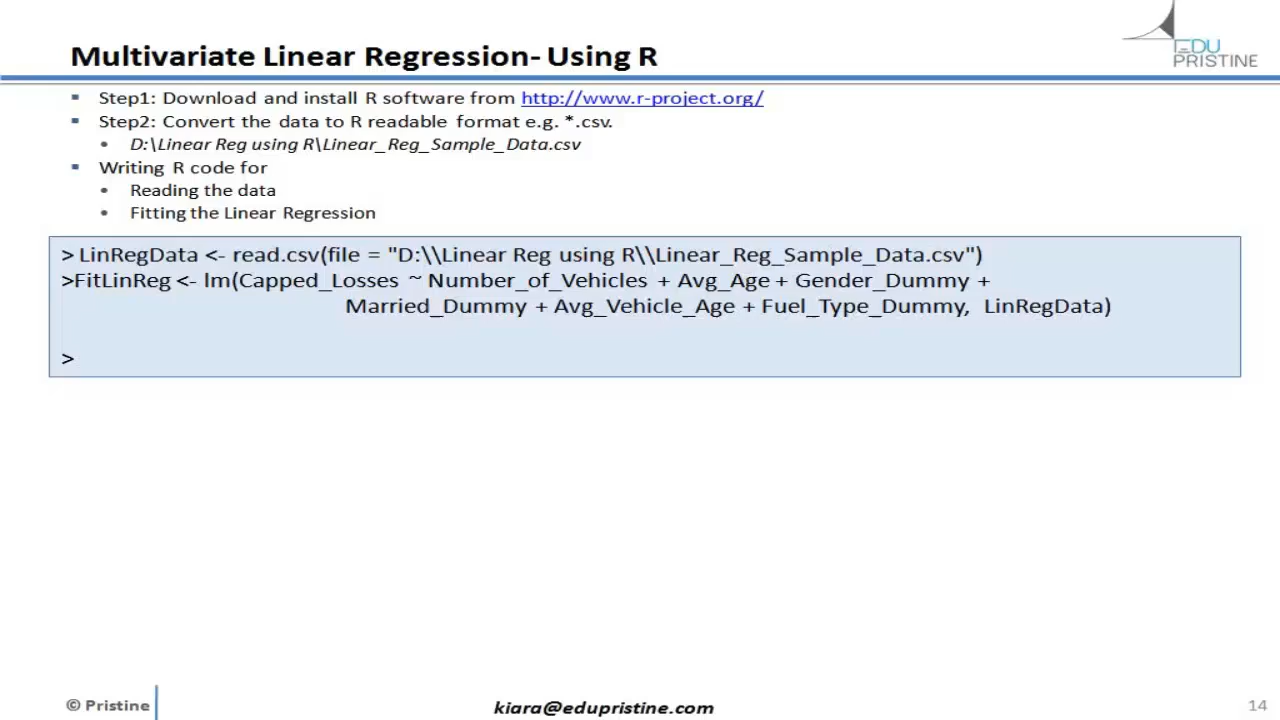 Multivariate Linear Regression- Using R
EDU
PRISTINE
▪ Step1: Download and install R software from http://www.r-project.org/
▪ Step2: Convert the data to R readable format e.g. *.csv.
• D:\Linear Reg using R\Linear_Reg_Sample_Data.csv
▪ Writing R code for
• Reading the data
• Fitting the Linear Regression
> LinRegData <- read.csv(file = "D:\\Linear Reg using R\\Linear_Reg_Sample_Data.csv")
>FitLinReg <- lm(Capped_Losses ~ Number_of_Vehicles + Avg_Age + Gender_Dummy +
Married_Dummy + Avg_Vehicle_Age + Fuel_Type_Dummy, LinRegData)
>
© Pristine
kiara@edupristine.com
14